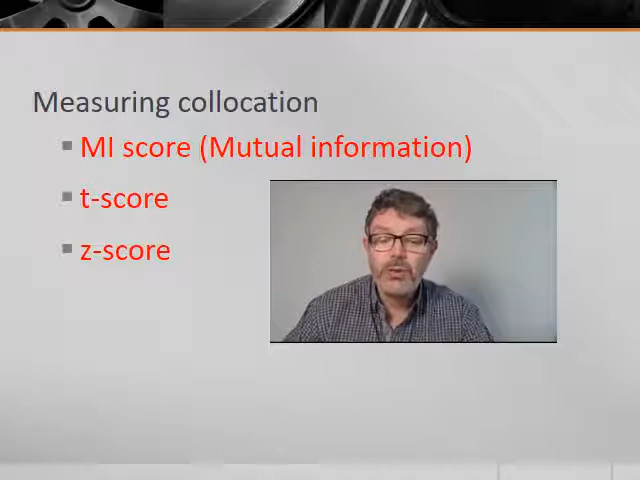 Measuring collocation
MI score (Mutual information)
t-score
z-score